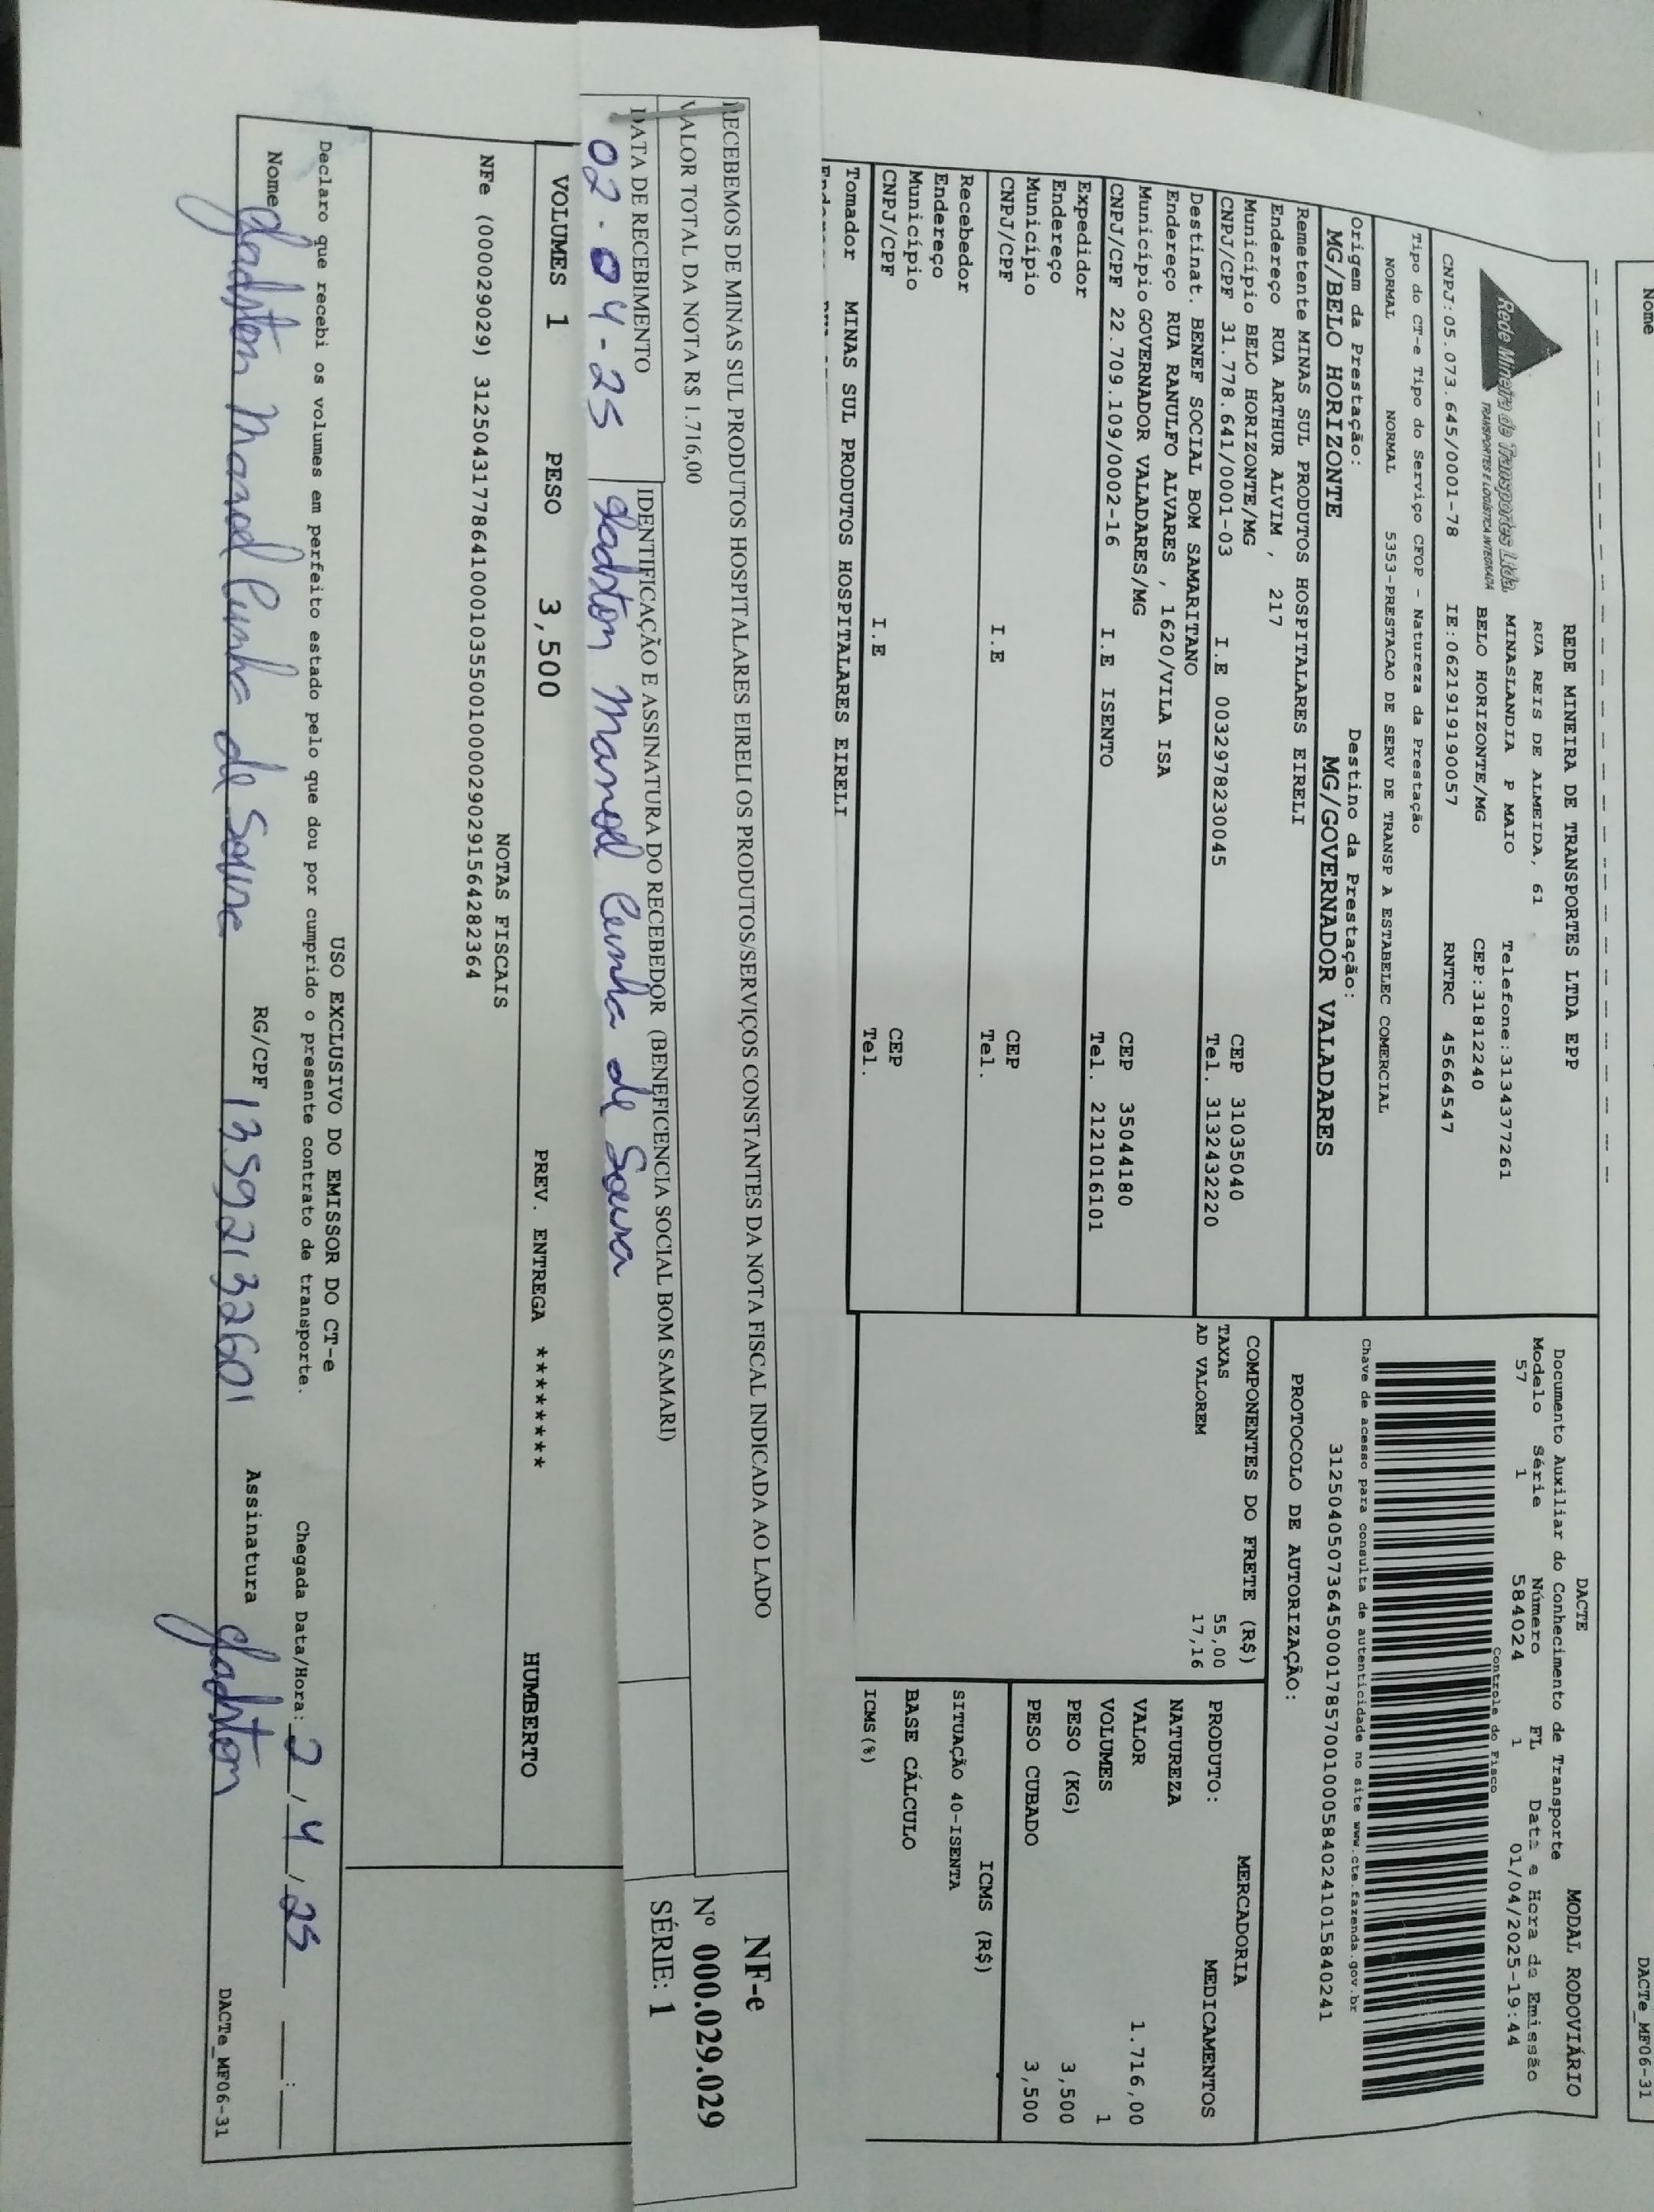 Nome
DACTe_MF06-31
Rede Mineira de Transportes Ltda.
TRANSPORTES E LOGÍSTICA INTEGRADA
REDE MINEIRA DE TRANSPORTES LTDA EPP
RUA REIS DE ALMEIDA, 61
MINASLANDIA P MAIO Telefone:3134377261
BELO HORIZONTE/MG CEP:31812240
CNPJ:05.073.645/0001-78 IE:0621919190057 RNTRC 45664547
DACTE MODAL RODOVIÁRIO
Documento Auxiliar do Conhecimento de Transporte
Modelo Série Número FL Data e Hora da Emissão
57 1 584024 1 01/04/2025-19:44
Controle do Fisco
Chave de acesso para consulta de autenticidade no site www.cte.fazenda.gov.br
31250405073645000178570010005840241015840241
PROTOCOLO DE AUTORIZAÇÃO:
Tipo do CT-e Tipo do Serviço CFOP - Natureza da Prestação
NORMAL NORMAL 5353-PRESTACAO DE SERV DE TRANSP A ESTABELEC COMERCIAL
Origem da Prestação: Destino da Prestação:
MG/BELO HORIZONTE MG/GOVERNADOR VALADARES
Remetente MINAS SUL PRODUTOS HOSPITALARES EIRELI
Endereço RUA ARTHUR ALVIM , 217
Município BELO HORIZONTE/MG CEP 31035040
CNPJ/CPF 31.778.641/0001-03 I.E 0032978230045 Tel. 3132432220
Destinat. BENEF SOCIAL BOM SAMARITANO
Endereço RUA RANULFO ALVARES , 1620/VILA ISA
Município GOVERNADOR VALADARES/MG CEP 35044180
CNPJ/CPF 22.709.109/0002-16 I.E ISENTO Tel. 2121016101
Expedidor
Endereço
Município CEP
CNPJ/CPF I.E Tel.
Recebedor
Endereço
Município CEP
CNPJ/CPF I.E Tel.
Tomador MINAS SUL PRODUTOS HOSPITALARES EIRELI
COMPONENTES DO FRETE (R$)
TAXAS 55,00
AD VALOREM 17,16
MERCADORIA
PRODUTO: MEDICAMENTOS
NATUREZA
VALOR 1.716,00
VOLUMES 1
PESO (KG) 3,500
PESO CUBADO 3,500
ICMS (R$)
SITUAÇÃO 40-ISENTA
BASE CÁLCULO
ICMS(%)
RECEBEMOS DE MINAS SUL PRODUTOS HOSPITALARES EIRELI OS PRODUTOS/SERVIÇOS CONSTANTES DA NOTA FISCAL INDICADA AO LADO
VALOR TOTAL DA NOTA R$ 1.716,00
DATA DE RECEBIMENTO IDENTIFICAÇÃO E ASSINATURA DO RECEBEDOR (BENEFICENCIA SOCIAL BOM SAMARI)
02-04-25 Gladston Manoel Cunha de Souza
NF-e
Nº 000.029.029
SÉRIE: 1
VOLUMES 1 PESO 3,500 PREV. ENTREGA ******** HUMBERTO
NOTAS FISCAIS
NFe (000029029) 31250431778641000103550010000290291564282364
USO EXCLUSIVO DO EMISSOR DO CT-e
Declaro que recebi os volumes em perfeito estado pelo que dou por cumprido o presente contrato de transporte. Chegada Data/Hora: 2 / 4 / 25 __:__
Nome Gladston Manoel Cunha de Souza RG/CPF 13592132601 Assinatura Gladston
DACTe_MF06-31